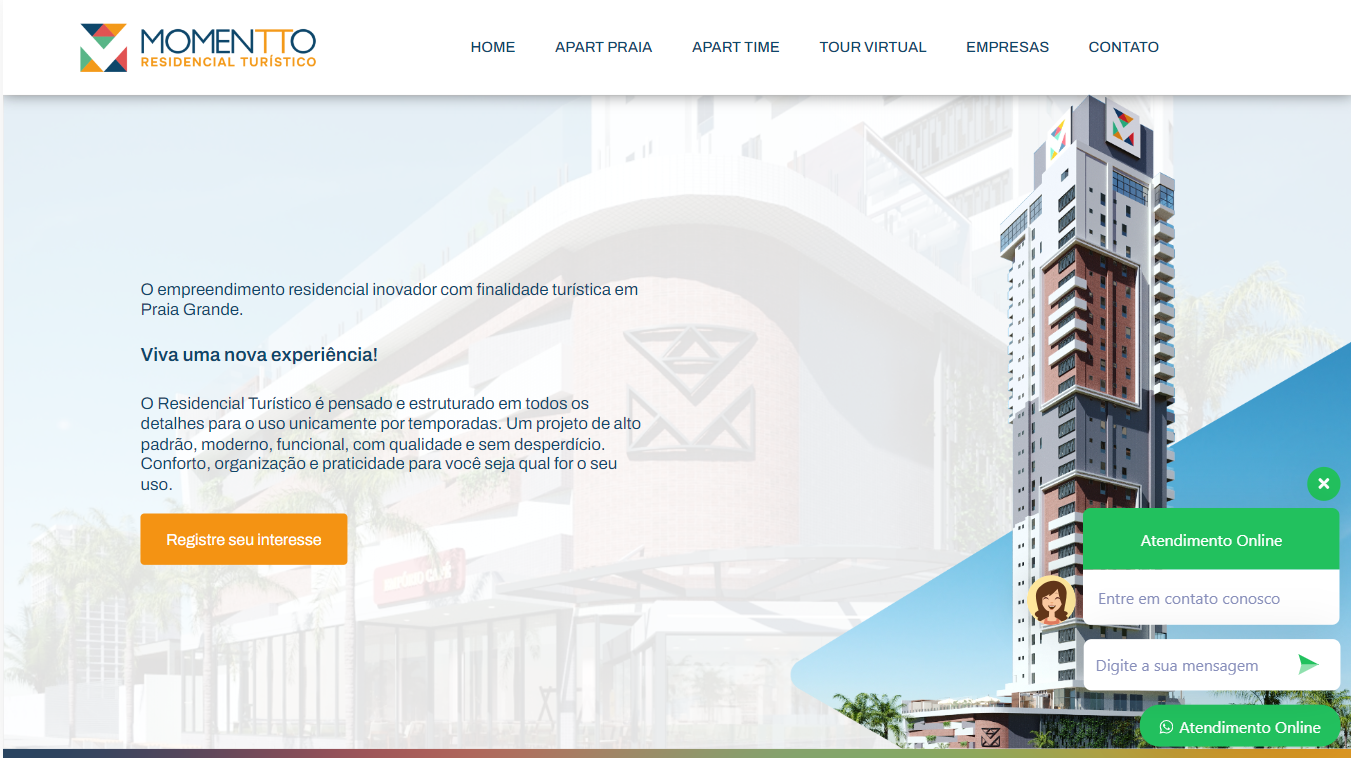 MOMENTTO
RESIDENCIAL TURÍSTICO
HOME
APART PRAIA
APART TIME
TOUR VIRTUAL
EMPRESAS
CONTATO
O empreendimento residencial inovador com finalidade turística em
Praia Grande.
Viva uma nova experiência!
O Residencial Turístico é pensado e estruturado em todos os
detalhes para o uso unicamente por temporadas. Um projeto de alto
padrão, moderno, funcional, com qualidade e sem desperdício.
Conforto, organização e praticidade para você seja qual for o seu
uso.
Registre seu interesse
Atendimento Online
Entre em contato conosco
Digite a sua mensagem
Atendimento Online